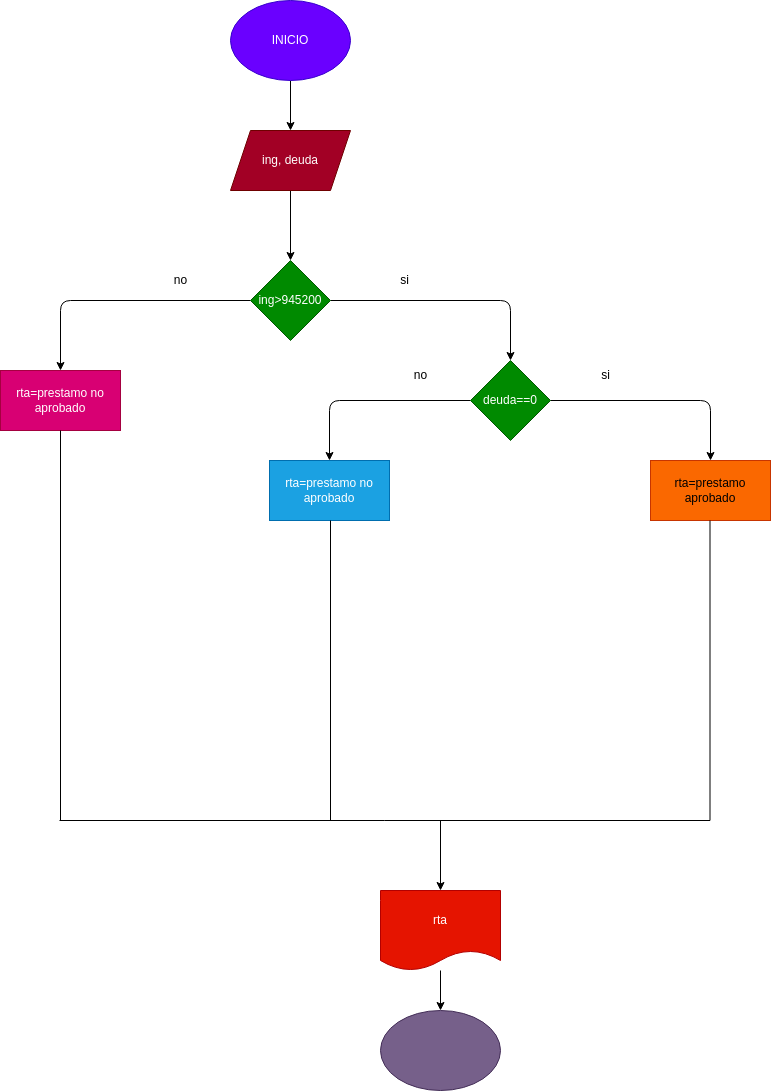 INICIO
ing, deuda
no
si
ing>945200
no
si
rta=prestamo no
aprobado
deuda==0
rta=prestamo no
aprobado
rta=prestamo
aprobado
rta